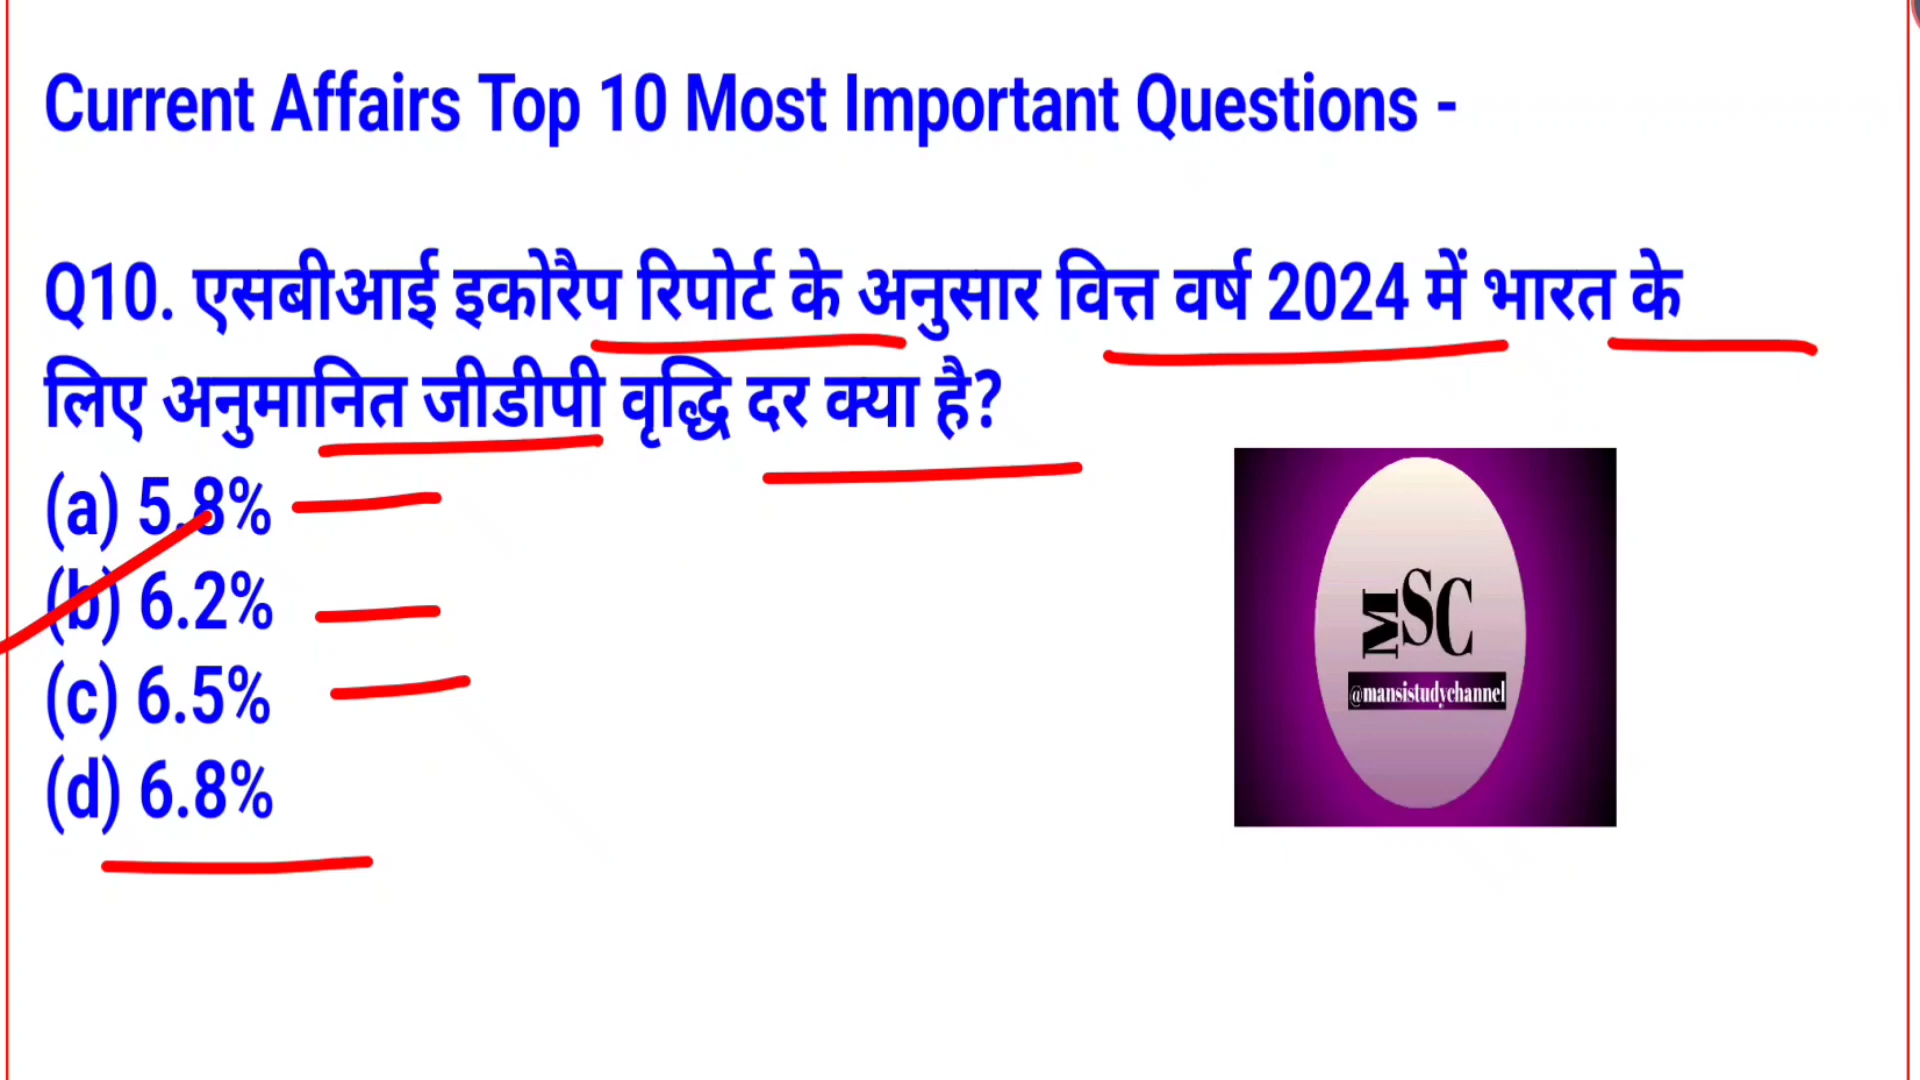 Current Affairs Top 10 Most Important Questions -
Q10. एसबीआई इकोरैप रिपोर्ट के अनुसार वित्त वर्ष 2024 में भारत के
लिए अनुमानित जीडीपी वृद्धि दर क्या है?
(a) 5.8%
(b) 6.2%
(c) 6.5%
(d) 6.8%
MSC
@mansistudychannel